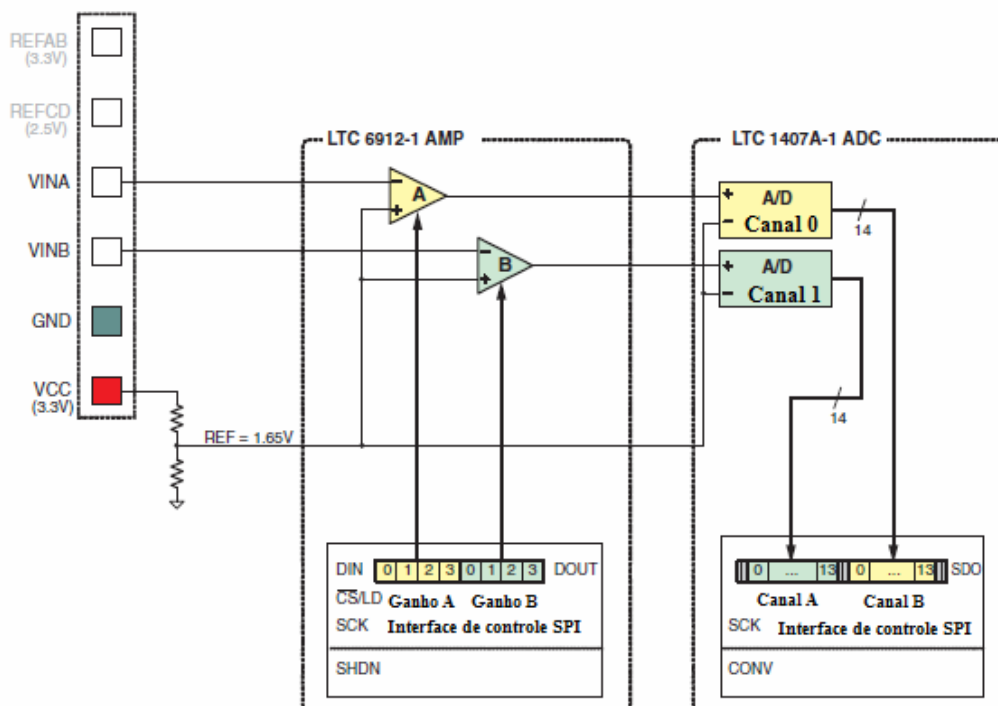 REFAB
(3.3V)
REFCD
(2.5V)
VINA
VINB
GND
VCC
(3.3V)
REF = 1.65V
LTC 6912-1 AMP
A
B
DIN 0 1 2 3 0 1 2 3 DOUT
CS/LD Ganho A Ganho B
SCK Interface de controle SPI
SHDN
LTC 1407A-1 ADC
A/D
Canal 0
14
A/D
Canal 1
14
0 ... 13 0 ... 13 SDO
Canal A Canal B
SCK Interface de controle SPI
CONV